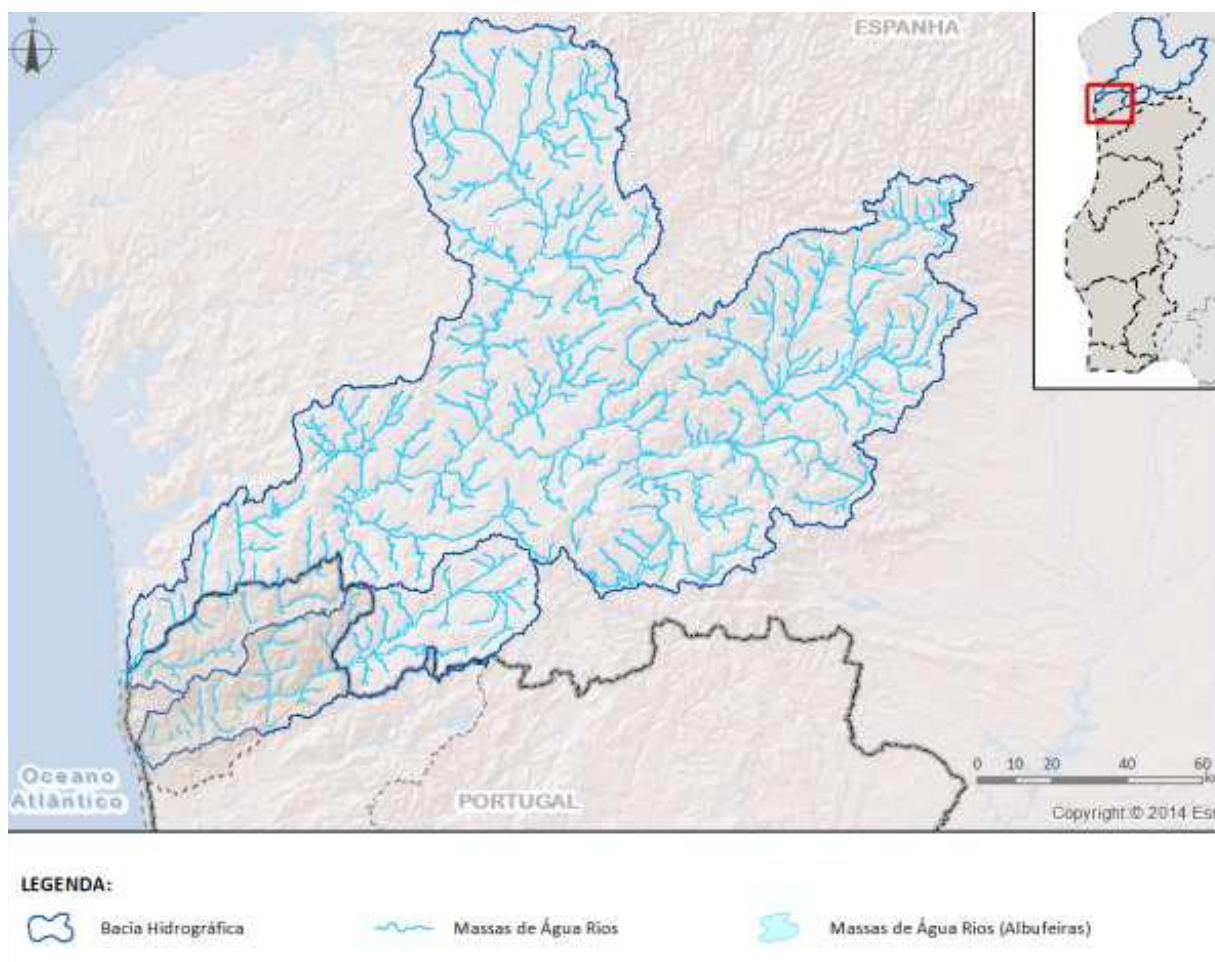 ESPANHA
Oceano
Atlântico
PORTUGAL
0 10 20 40 60
Copyright:© 2014
LEGENDA:
Bacia Hidrográfica
Massas de Água Rios
Massas de Água Rios (Albufeiras)